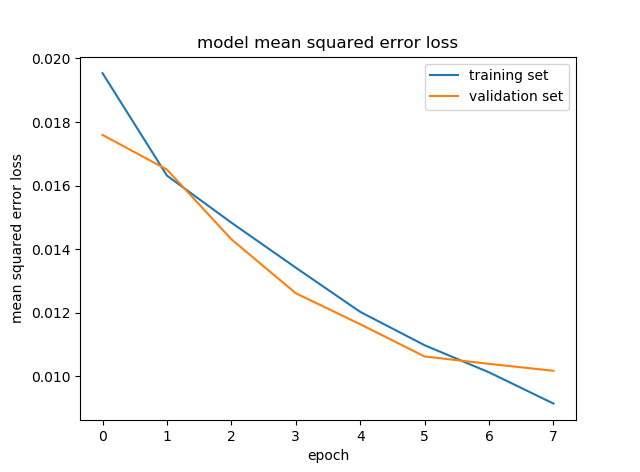 model mean squared error loss
training set
validation set
mean squared error loss
0.020
0.018
0.016
0.014
0.012
0.010
0 1 2 3 4 5 6 7
epoch